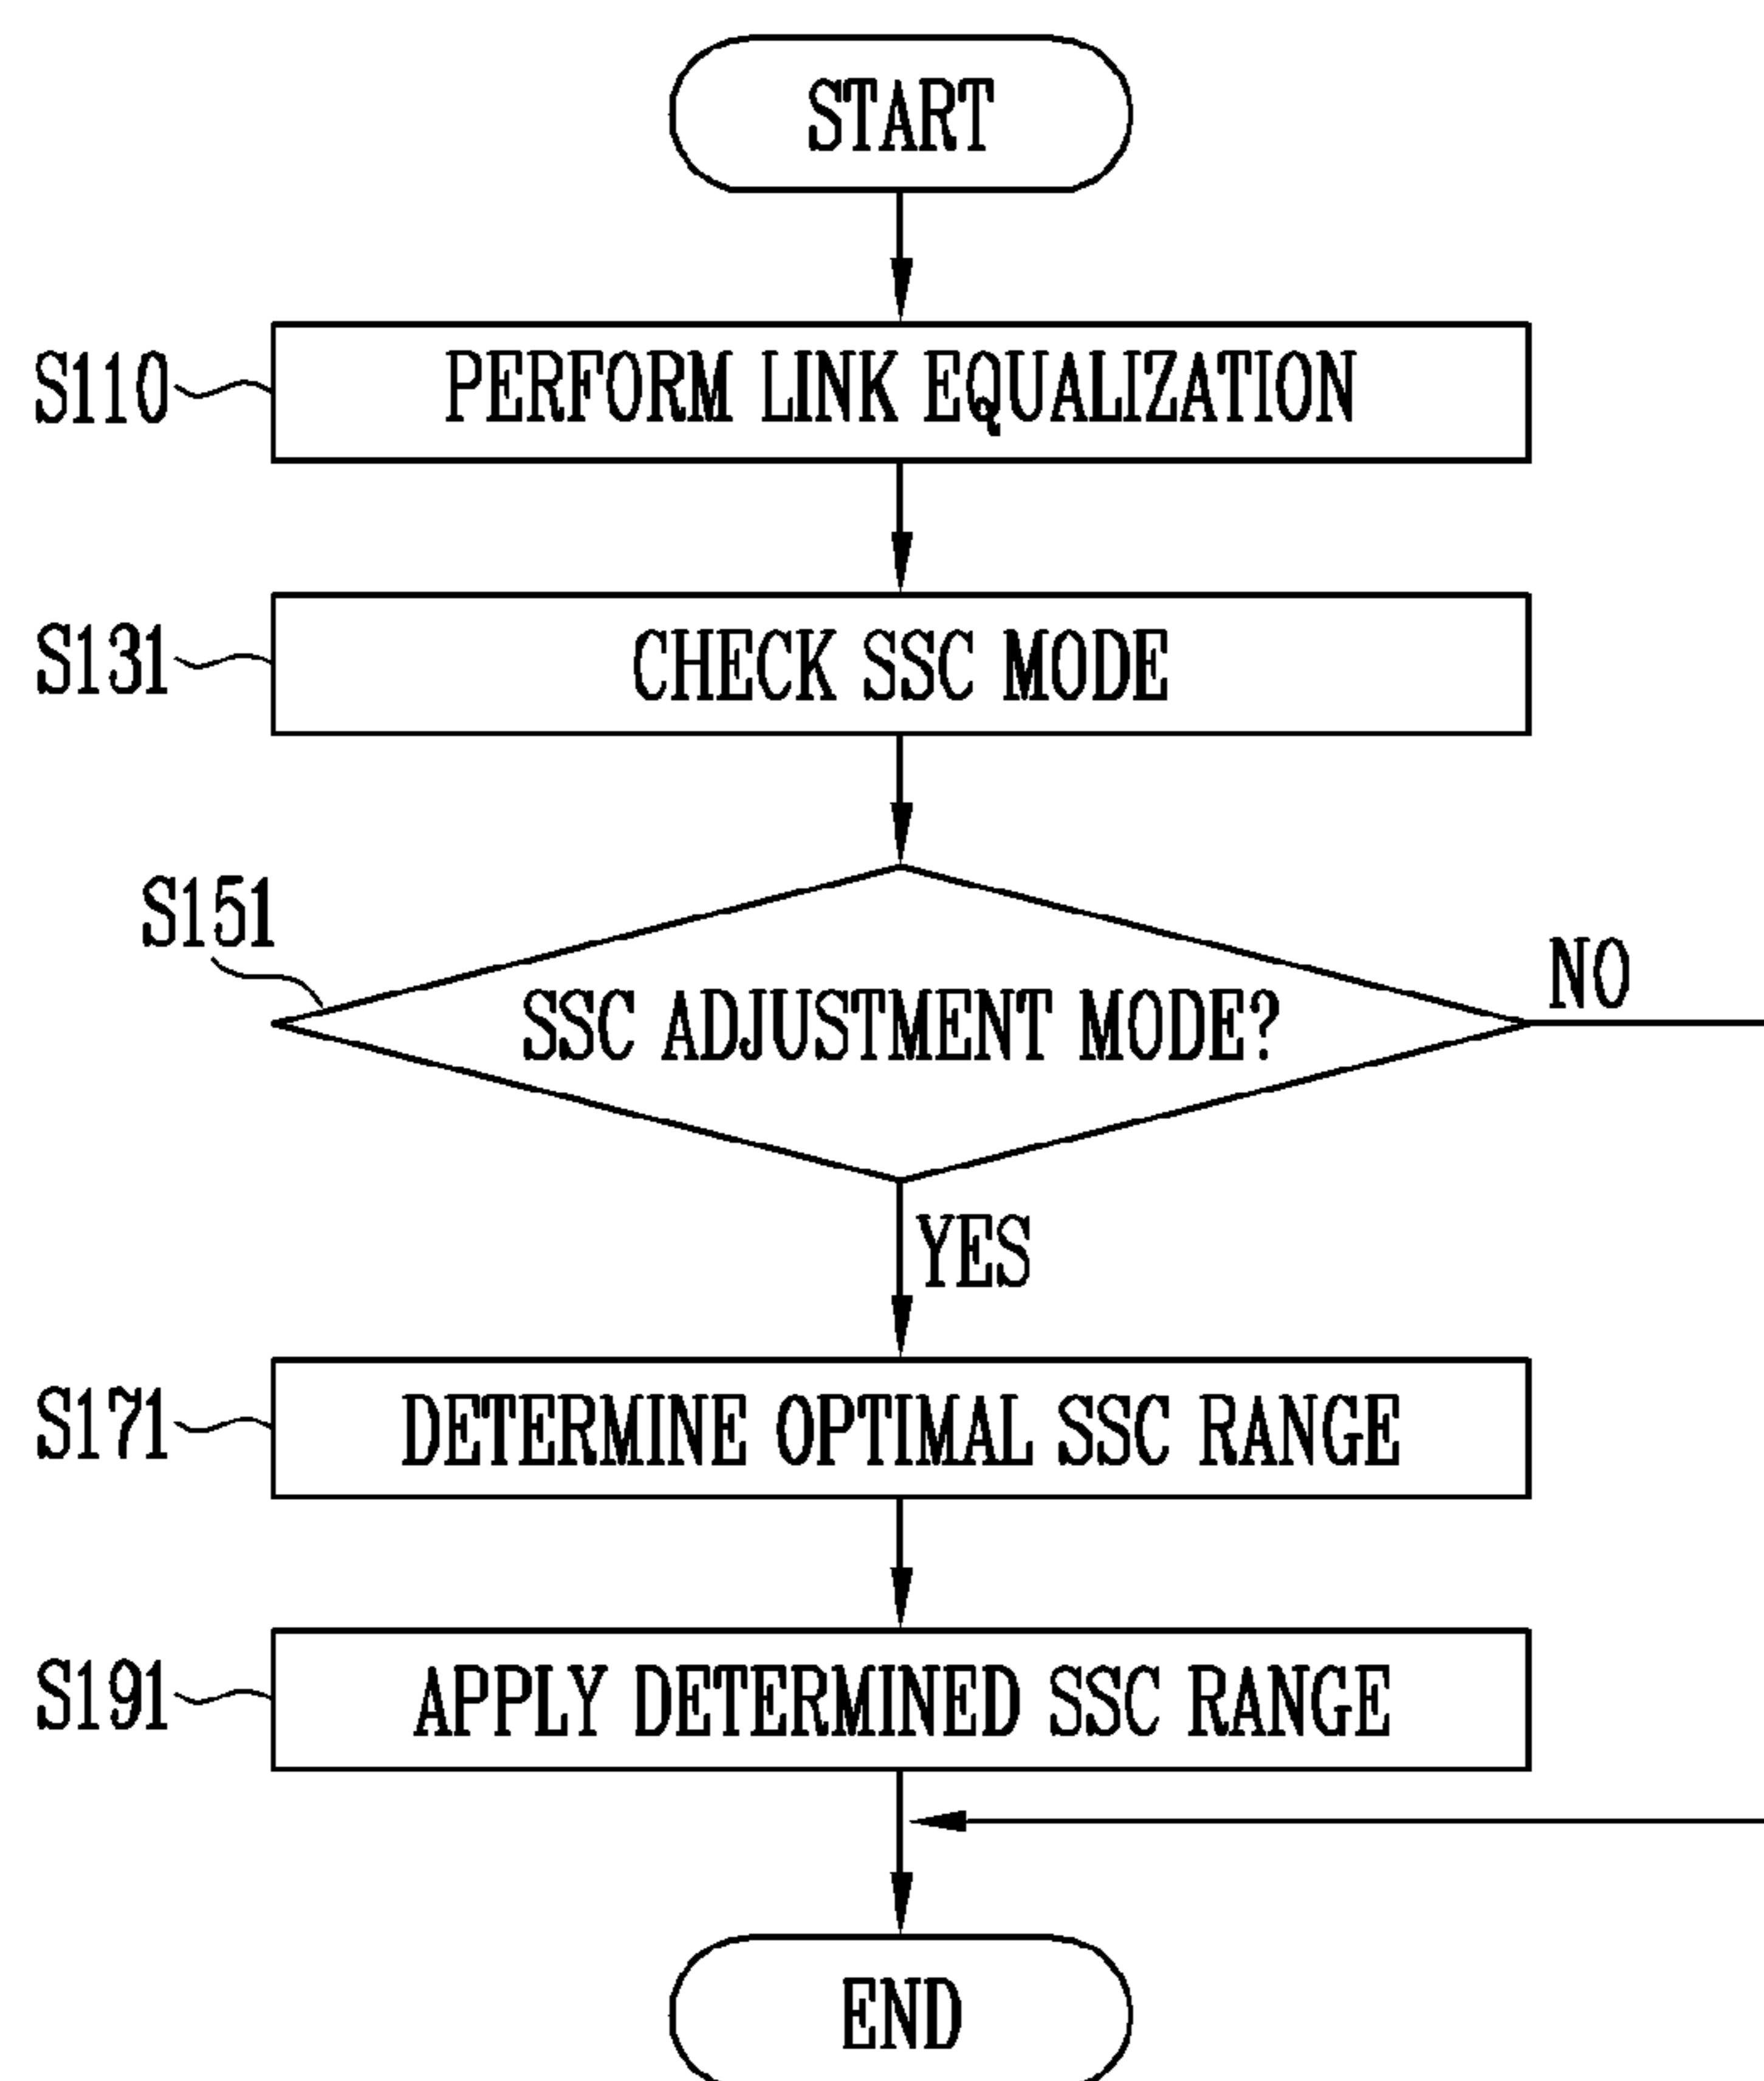 START
S110
PERFORM LINK EQUALIZATION
S131
CHECK SSC MODE
S151
SSC ADJUSTMENT MODE?
NO
YES
S171
DETERMINE OPTIMAL SSC RANGE
S191
APPLY DETERMINED SSC RANGE
END